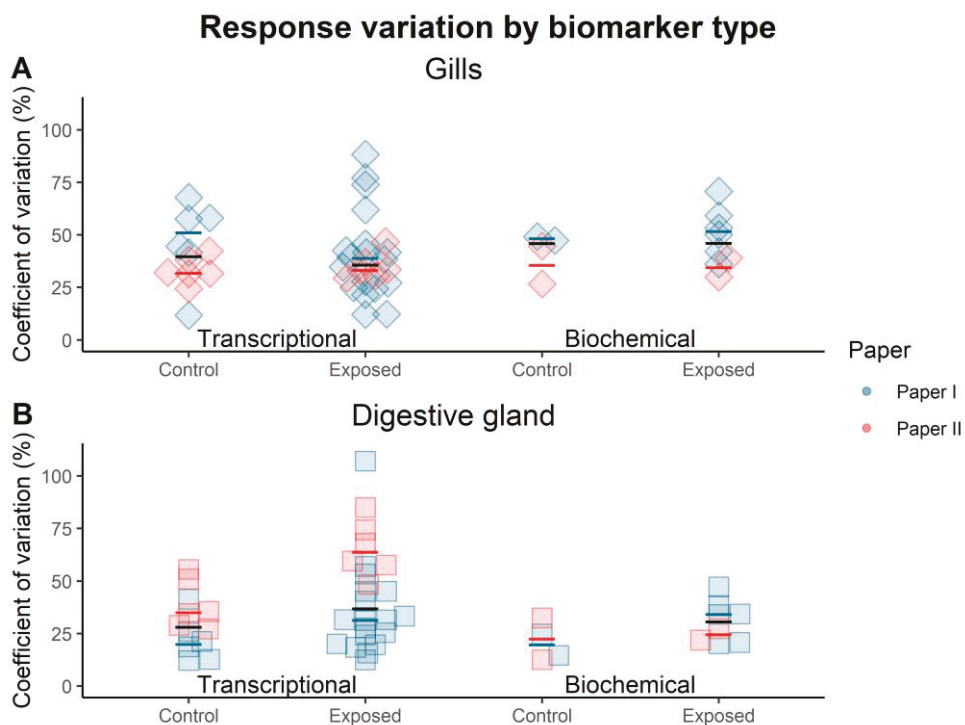 Response variation by biomarker type
A
Gills
Coefficient of variation (%)
100
75
50
25
0
Transcriptional
Biochemical
Control
Exposed
Control
Exposed
Paper
Paper I
Paper II
B
Digestive gland
Coefficient of variation (%)
100
75
50
25
0
Transcriptional
Biochemical
Control
Exposed
Control
Exposed